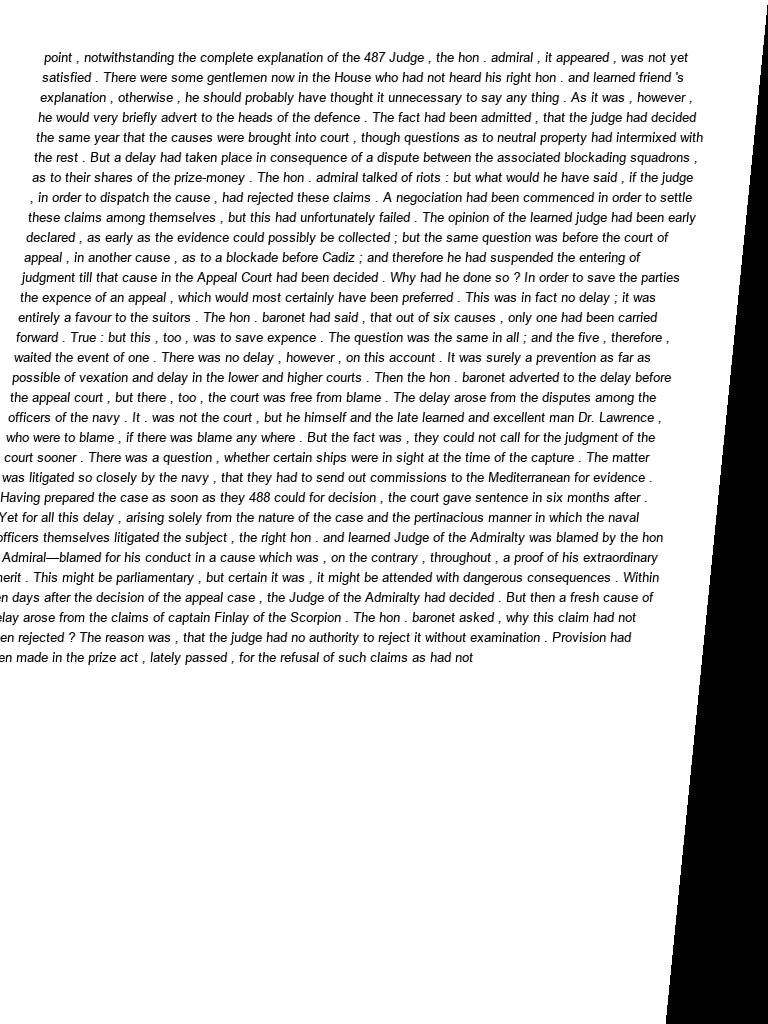 point , notwithstanding the complete explanation of the 487 Judge , the hon . admiral , it appeared , was not yet
satisfied . There were some gentlemen now in the House who had not heard his right hon . and learned friend 's
explanation , otherwise , he should probably have thought it unnecessary to say any thing . As it was , however ,
he would very briefly advert to the heads of the defence . The fact had been admitted , that the judge had decided
the same year that the causes were brought into court , though questions as to neutral property had intermixed with
the rest . But a delay had taken place in consequence of a dispute between the associated blockading squadrons ,
as to their shares of the prize-money . The hon . admiral talked of riots : but what would he have said , if the judge
, in order to dispatch the cause , had rejected these claims . A negociation had been commenced in order to settle
these claims among themselves , but this had unfortunately failed . The opinion of the learned judge had been early
declared , as early as the evidence could possibly be collected ; but the same question was before the court of
appeal , in another cause , as to a blockade before Cadiz ; and therefore he had suspended the entering of
judgment till that cause in the Appeal Court had been decided . Why had he done so ? In order to save the parties
the expence of an appeal , which would most certainly have been preferred . This was in fact no delay ; it was
entirely a favour to the suitors . The hon . baronet had said , that out of six causes , only one had been carried
forward . True : but this , too , was to save expence . The question was the same in all ; and the five , therefore ,
waited the event of one . There was no delay , however , on this account . It was surely a prevention as far as
possible of vexation and delay in the lower and higher courts . Then the hon . baronet adverted to the delay before
the appeal court , but there , too , the court was free from blame . The delay arose from the disputes among the
officers of the navy . It . was not the court , but he himself and the late learned and excellent man Dr. Lawrence ,
who were to blame , if there was blame any where . But the fact was , they could not call for the judgment of the
court sooner . There was a question , whether certain ships were in sight at the time of the capture . The matter
was litigated so closely by the navy , that they had to send out commissions to the Mediterranean for evidence .
Having prepared the case as soon as they 488 could for decision , the court gave sentence in six months after .
Yet for all this delay , arising solely from the nature of the case and the pertinacious manner in which the naval
officers themselves litigated the subject , the right hon . and learned Judge of the Admiralty was blamed by the hon
Admiral—blamed for his conduct in a cause which was , on the contrary , throughout , a proof of his extraordinary
. This might be parliamentary , but certain it was , it might be attended with dangerous consequences . Within
days after the decision of the appeal case , the Judge of the Admiralty had decided . But then a fresh cause of
arose from the claims of captain Finlay of the Scorpion . The hon . baronet asked , why this claim had not
rejected ? The reason was , that the judge had no authority to reject it without examination . Provision had
made in the prize act , lately passed , for the refusal of such claims as had not